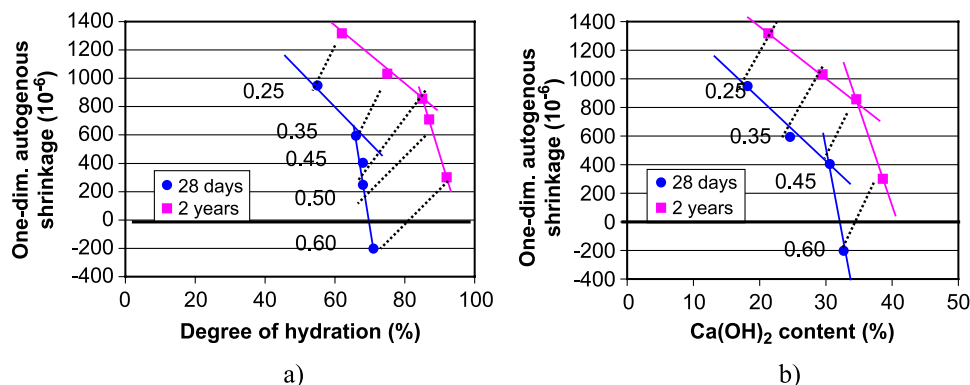 One-dim. autogenous
shrinkage (10-6)
1400
1200
1000
800
600
400
200
0
-200
-400
0.25
0.35
0.45
0.50
0.60
28 days
2 years
0 20 40 60 80 100
Degree of hydration (%)
a)
One-dim. autogenous
shrinkage (10-6)
1400
1200
1000
800
600
400
200
0
-200
-400
0.25
0.35
0.45
0.60
28 days
2 years
0 10 20 30 40 50
Ca(OH)2 content (%)
b)